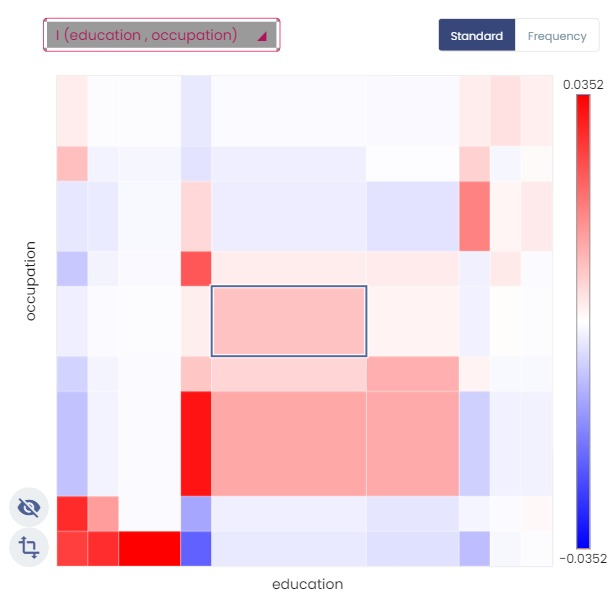 I (education , occupation)
Standard
Frequency
0.0352
occupation
-0.0352
education